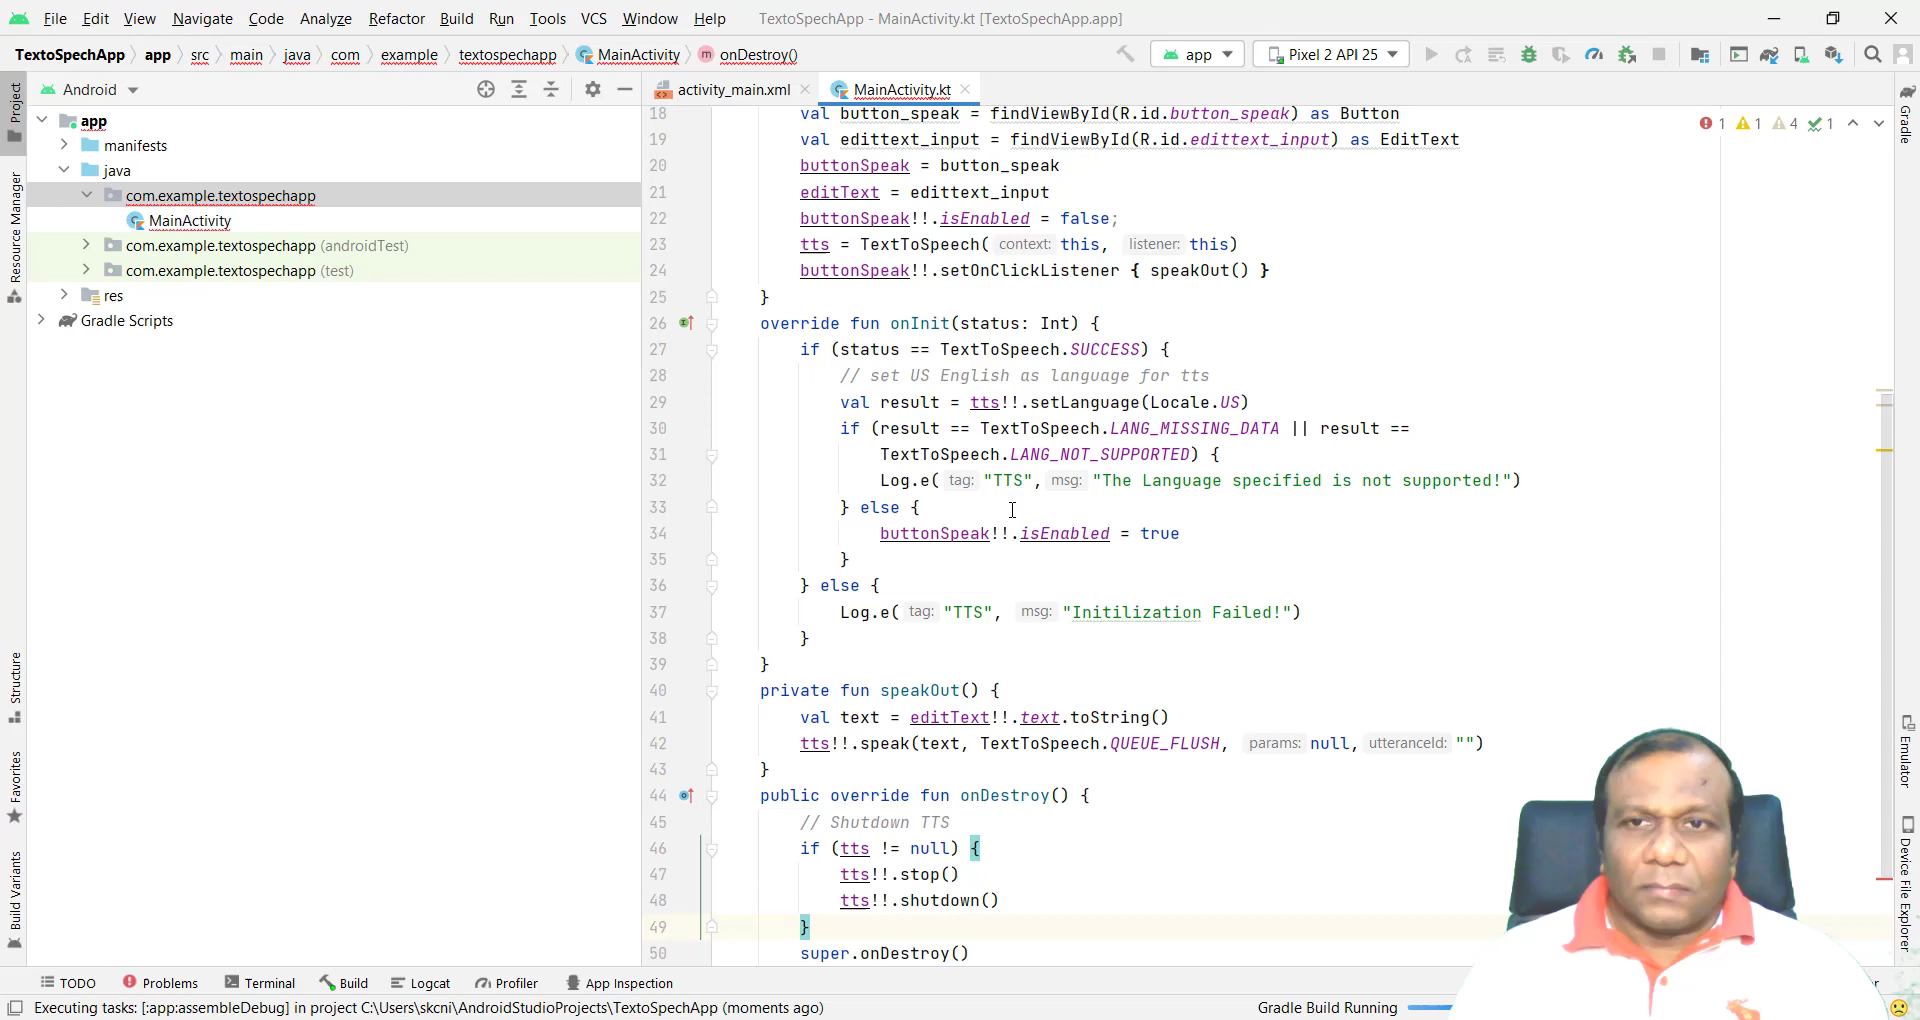 File Edit View Navigate Code Analyze Refactor Build Run Tools VCS Window Help TextoSpechApp - MainActivity.kt [TextoSpechApp.app]
TextoSpechApp app src main java com example textospechapp MainActivity onDestroy() app Pixel 2 API 25
Project
Resource Manager
Structure
Favorites
Build Variants
Android
app
manifests
java
com.example.textospechapp
MainActivity
com.example.textospechapp (androidTest)
com.example.textospechapp (test)
res
Gradle Scripts
activity_main.xml MainActivity.kt
1 1 4 1
18 val button_speak = findViewById(R.id.button_speak) as Button
19 val edittext_input = findViewById(R.id.edittext_input) as EditText
20 buttonSpeak = button_speak
21 editText = edittext_input
22 buttonSpeak!!.isEnabled = false;
23 tts = TextToSpeech( context: this, listener: this)
24 buttonSpeak!!.setOnClickListener { speakOut() }
25 }
26 override fun onInit(status: Int) {
27 if (status == TextToSpeech.SUCCESS) {
28 // set US English as language for tts
29 val result = tts!!.setLanguage(Locale.US)
30 if (result == TextToSpeech.LANG_MISSING_DATA || result ==
31 TextToSpeech.LANG_NOT_SUPPORTED) {
32 Log.e( tag: "TTS", msg: "The Language specified is not supported!")
33 } else {
34 buttonSpeak!!.isEnabled = true
35 }
36 } else {
37 Log.e( tag: "TTS", msg: "Initilization Failed!")
38 }
39 }
40 private fun speakOut() {
41 val text = editText!!.text.toString()
42 tts!!.speak(text, TextToSpeech.QUEUE_FLUSH, params: null, utteranceId: "")
43 }
44 public override fun onDestroy() {
45 // Shutdown TTS
46 if (tts != null) {
47 tts!!.stop()
48 tts!!.shutdown()
49 }
50 super.onDestroy()
Gradle
Emulator
Device File Explorer
TODO Problems Terminal Build Logcat Profiler App Inspection
Executing tasks: [:app:assembleDebug] in project C:\Users\skcni\AndroidStudioProjects\TextoSpechApp (moments ago) Gradle Build Running